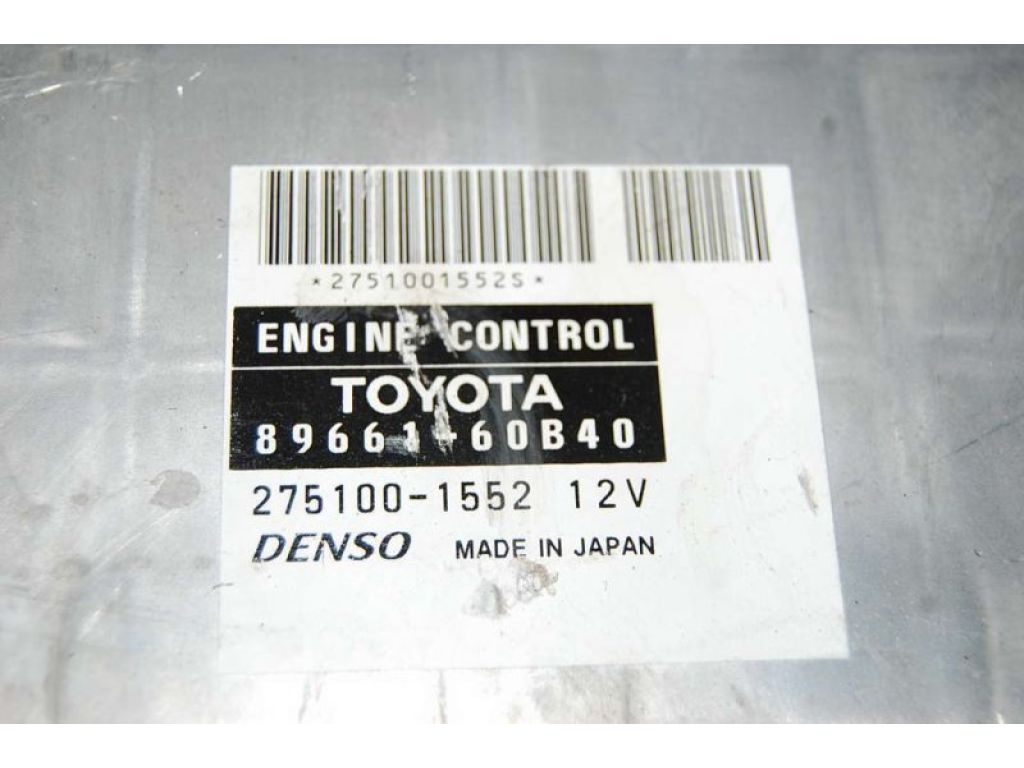 *2751001552S*
ENGINE CONTROL
TOYOTA
89661-60B40
275100-1552 12V
DENSO MADE IN JAPAN